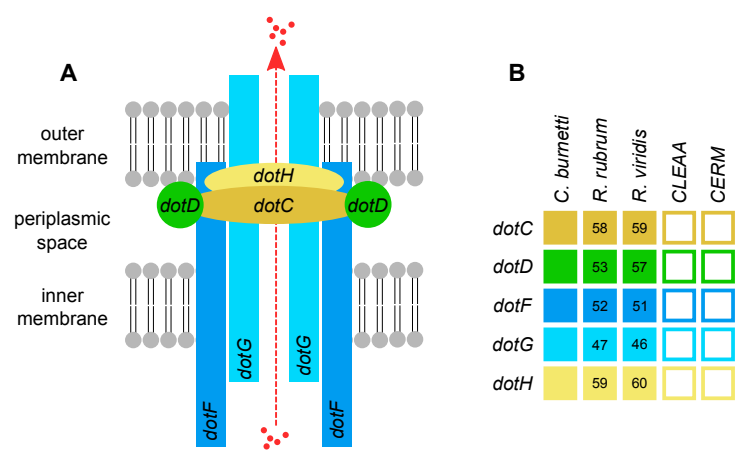 A
outer
membrane
periplasmic
space
inner
membrane
dotH
dotD
dotC
dotD
dotG
dotG
dotF
dotF
B
C. burnetti
R. rubrum
R. viridis
CLEAA
CERM
dotC 58 59
dotD 53 57
dotF 52 51
dotG 47 46
dotH 59 60